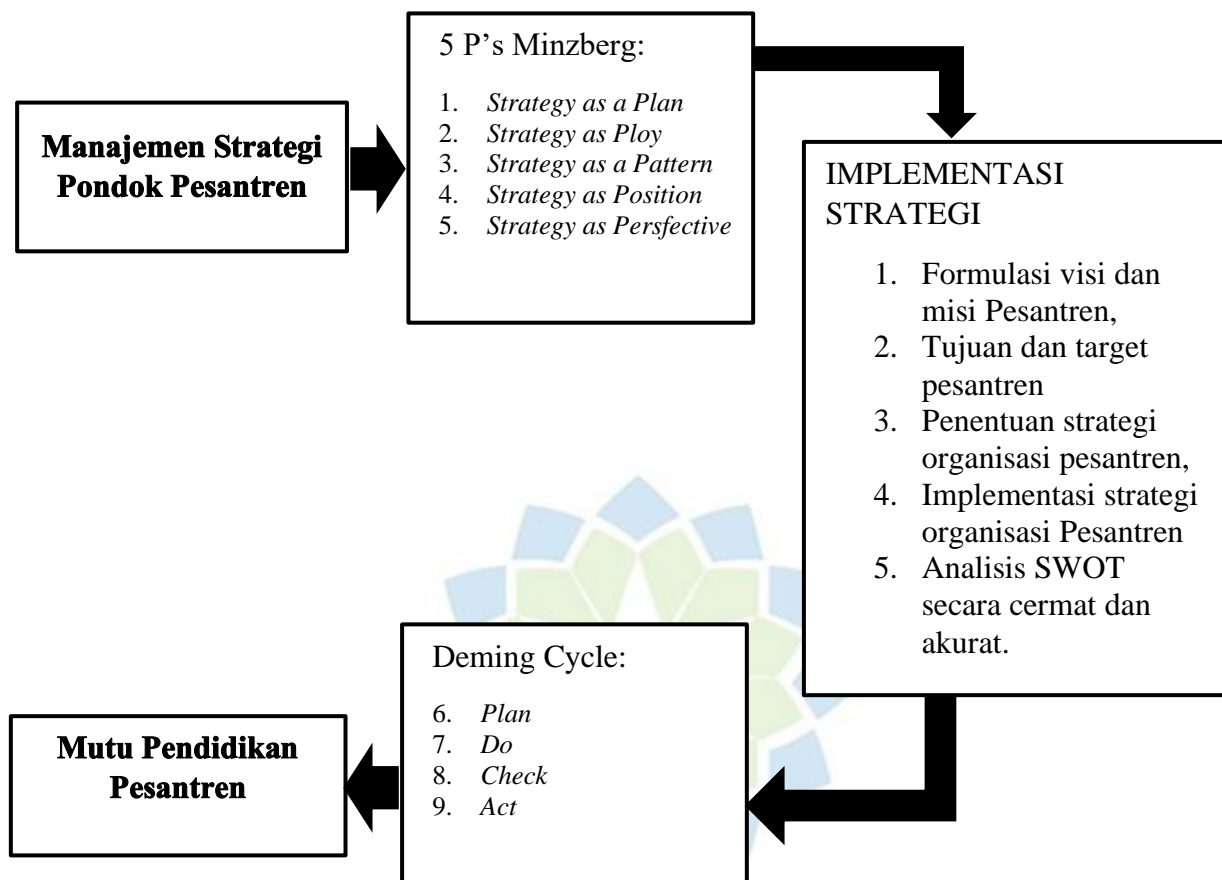 Manajemen Strategi
Pondok Pesantren
5 P’s Minzberg:
1. Strategy as a Plan
2. Strategy as Ploy
3. Strategy as a Pattern
4. Strategy as Position
5. Strategy as Persfective
IMPLEMENTASI
STRATEGI
1. Formulasi visi dan
misi Pesantren,
2. Tujuan dan target
pesantren
3. Penentuan strategi
organisasi pesantren,
4. Implementasi strategi
organisasi Pesantren
5. Analisis SWOT
secara cermat dan
akurat.
Deming Cycle:
6. Plan
7. Do
8. Check
9. Act
Mutu Pendidikan
Pesantren